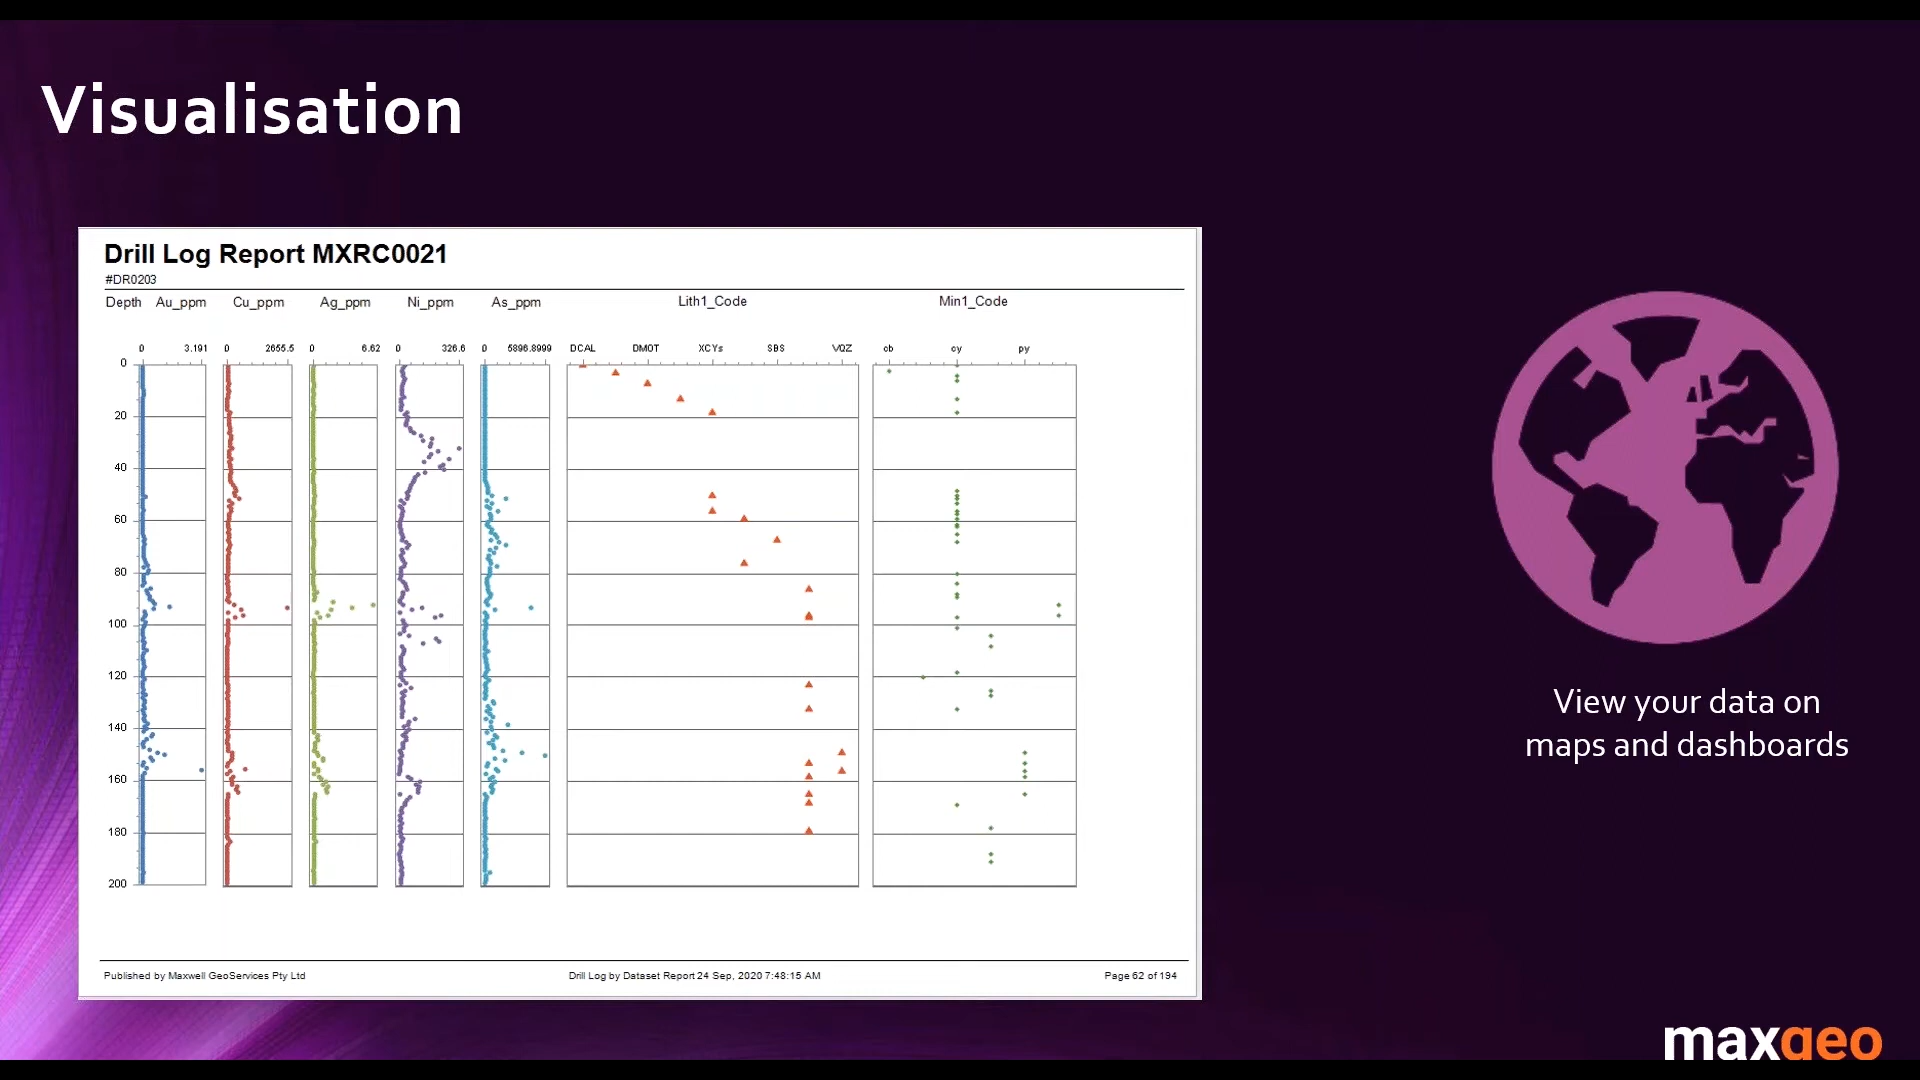 Visualisation
Drill Log Report MXRC0021
#DR0203
Depth Au_ppm Cu_ppm Ag_ppm Ni_ppm As_ppm Lith1_Code Min1_Code
0 3.191 0 2655.5 0 6.62 0 326.6 0 5896.8999 DCAL DMOT XCYs SBS VQZ cb cy py
0
20
40
60
80
100
120
140
160
180
200
Published by Maxwell GeoServices Pty Ltd Drill Log by Dataset Report 24 Sep, 2020 7:48:15 AM Page 62 of 194
View your data on
maps and dashboards
maxgeo